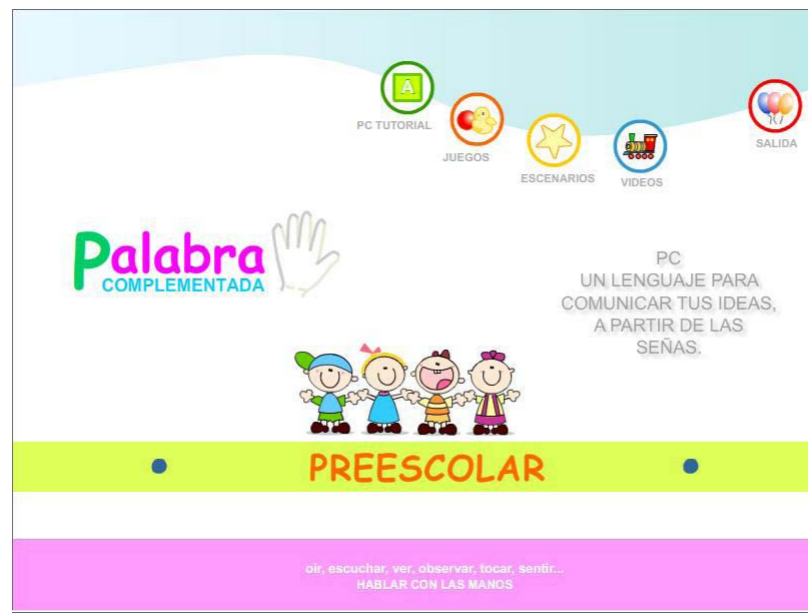 A
PC TUTORIAL
JUEGOS
ESCENARIOS
VIDEOS
SALIDA
Palabra
COMPLEMENTADA
PC
UN LENGUAJE PARA
COMUNICAR TUS IDEAS,
A PARTIR DE LAS
SEÑAS.
PREESCOLAR
oir, escuchar, ver, observar, tocar, sentir...
HABLAR CON LAS MANOS